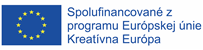 Spolufinancované z
programu Európskej únie
Kreatívna Európa